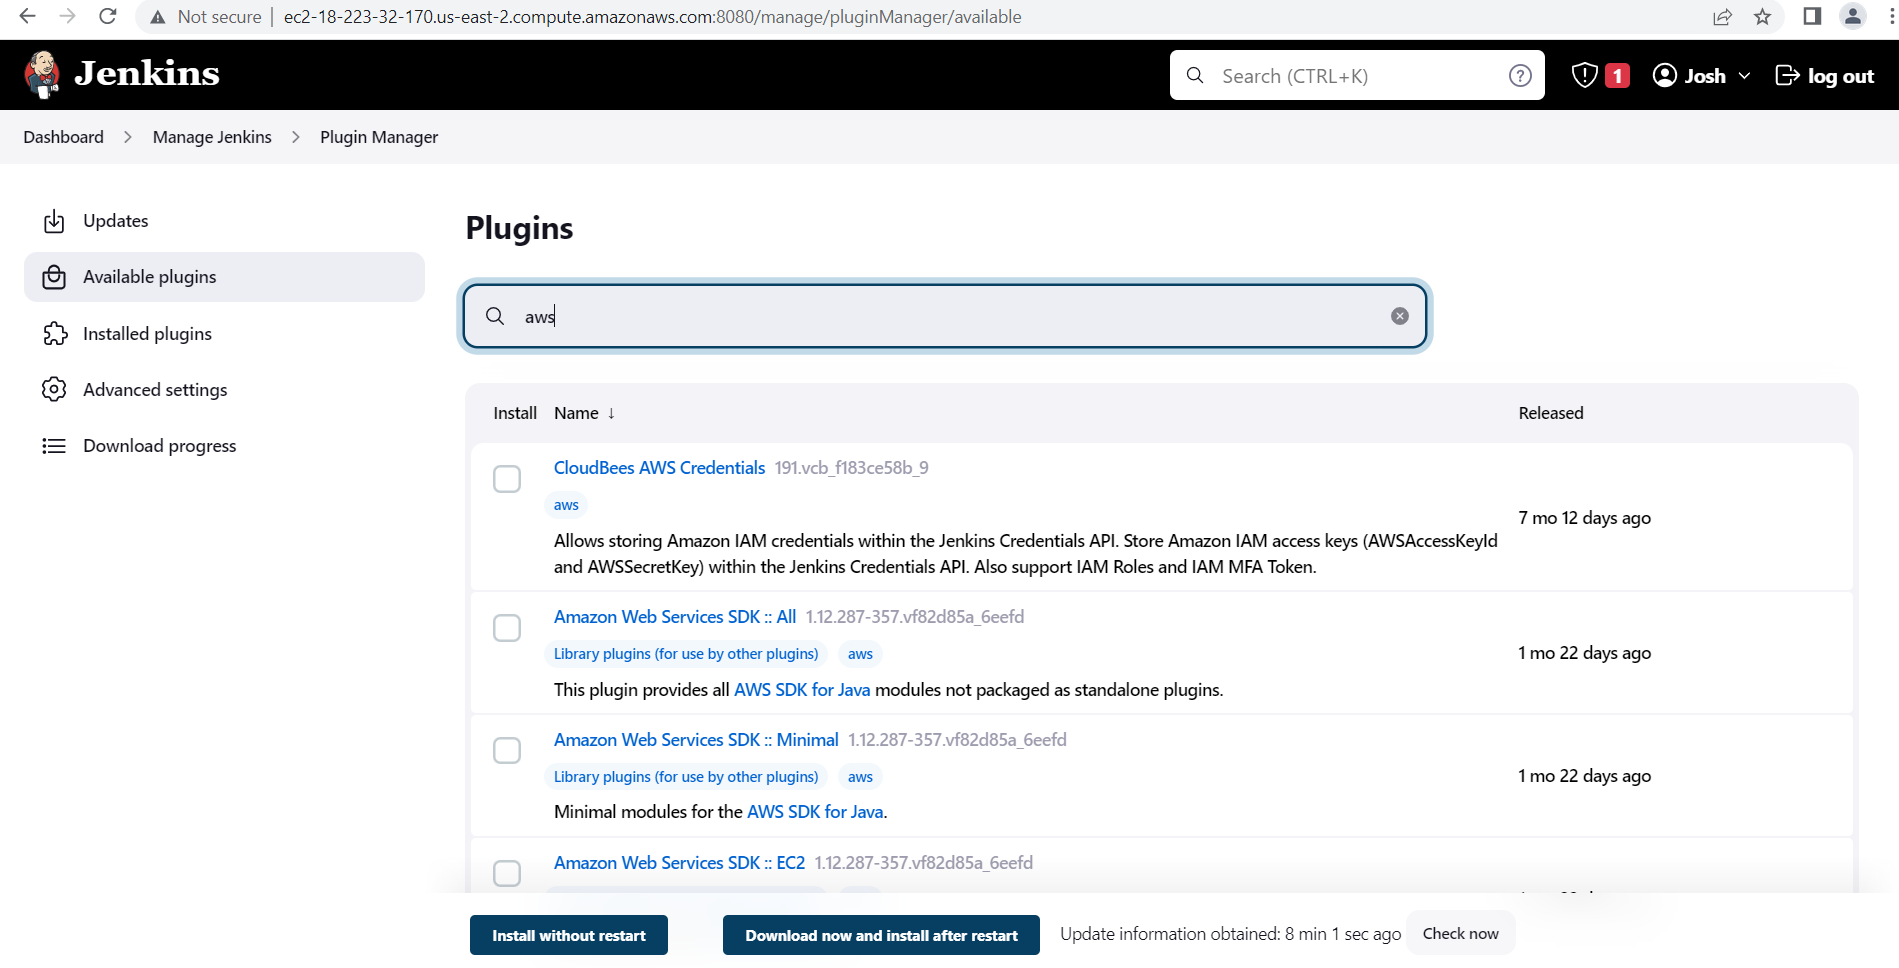 Not secure | ec2-18-223-32-170.us-east-2.compute.amazonaws.com:8080/manage/pluginManager/available
Jenkins
Search (CTRL+K)
1
Josh
log out
Dashboard > Manage Jenkins > Plugin Manager
Updates
Available plugins
Installed plugins
Advanced settings
Download progress
Plugins
aws
Install Name ↓ Released
CloudBees AWS Credentials 191.vcb_f183ce58b_9
aws
7 mo 12 days ago
Allows storing Amazon IAM credentials within the Jenkins Credentials API. Store Amazon IAM access keys (AWSAccessKeyId
and AWSSecretKey) within the Jenkins Credentials API. Also support IAM Roles and IAM MFA Token.
Amazon Web Services SDK :: All 1.12.287-357.vf82d85a_6eefd
Library plugins (for use by other plugins) aws
1 mo 22 days ago
This plugin provides all AWS SDK for Java modules not packaged as standalone plugins.
Amazon Web Services SDK :: Minimal 1.12.287-357.vf82d85a_6eefd
Library plugins (for use by other plugins) aws
1 mo 22 days ago
Minimal modules for the AWS SDK for Java.
Amazon Web Services SDK :: EC2 1.12.287-357.vf82d85a_6eefd
Install without restart
Download now and install after restart
Update information obtained: 8 min 1 sec ago
Check now